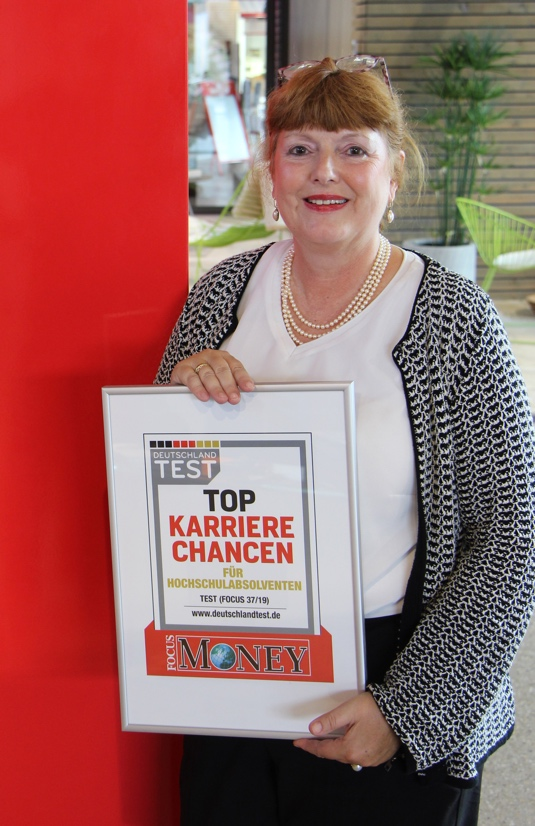 DEUTSCHLAND
TEST
TOP
KARRIERE
CHANCEN
FÜR
HOCHSCHULABSOLVENTEN
TEST (FOCUS 37/19)
www.deutschlandtest.de
FOCUS
MONEY